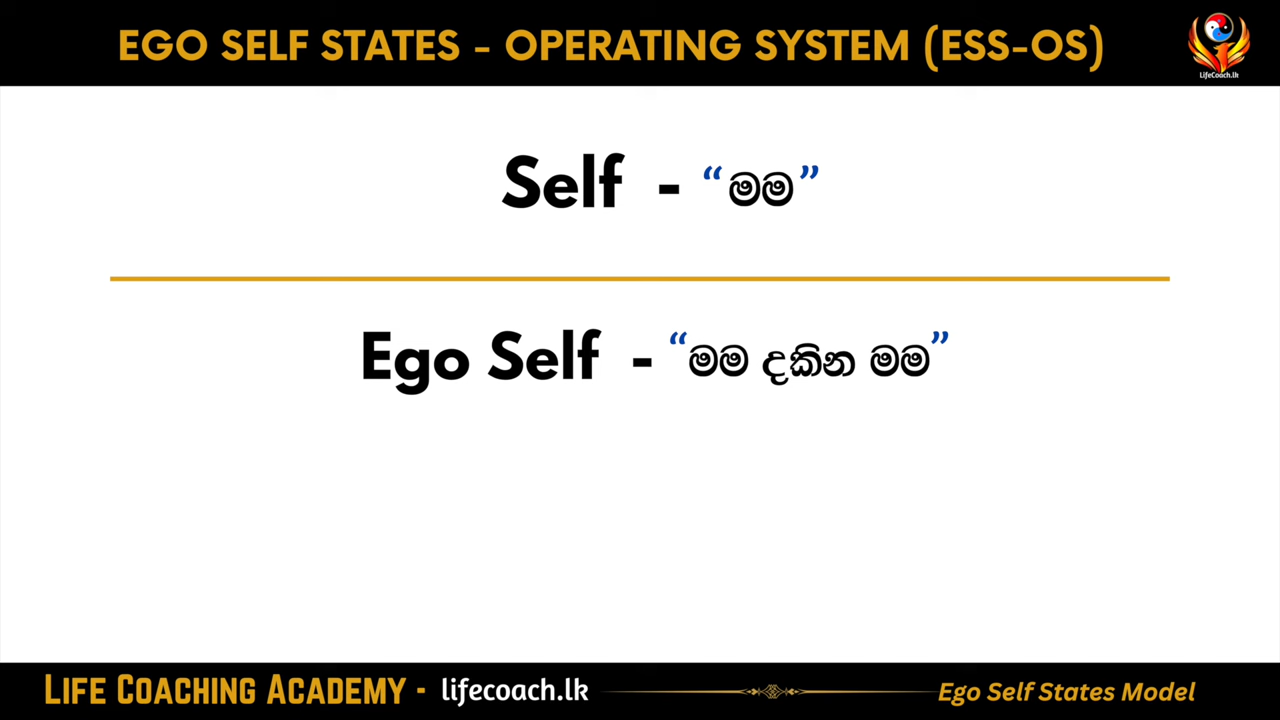 EGO SELF STATES - OPERATING SYSTEM (ESS-OS)
LifeCoach.lk
Self - “මම”
Ego Self - “මම දකින මම”
LIFE COACHING ACADEMY - lifecoach.lk
Ego Self States Model